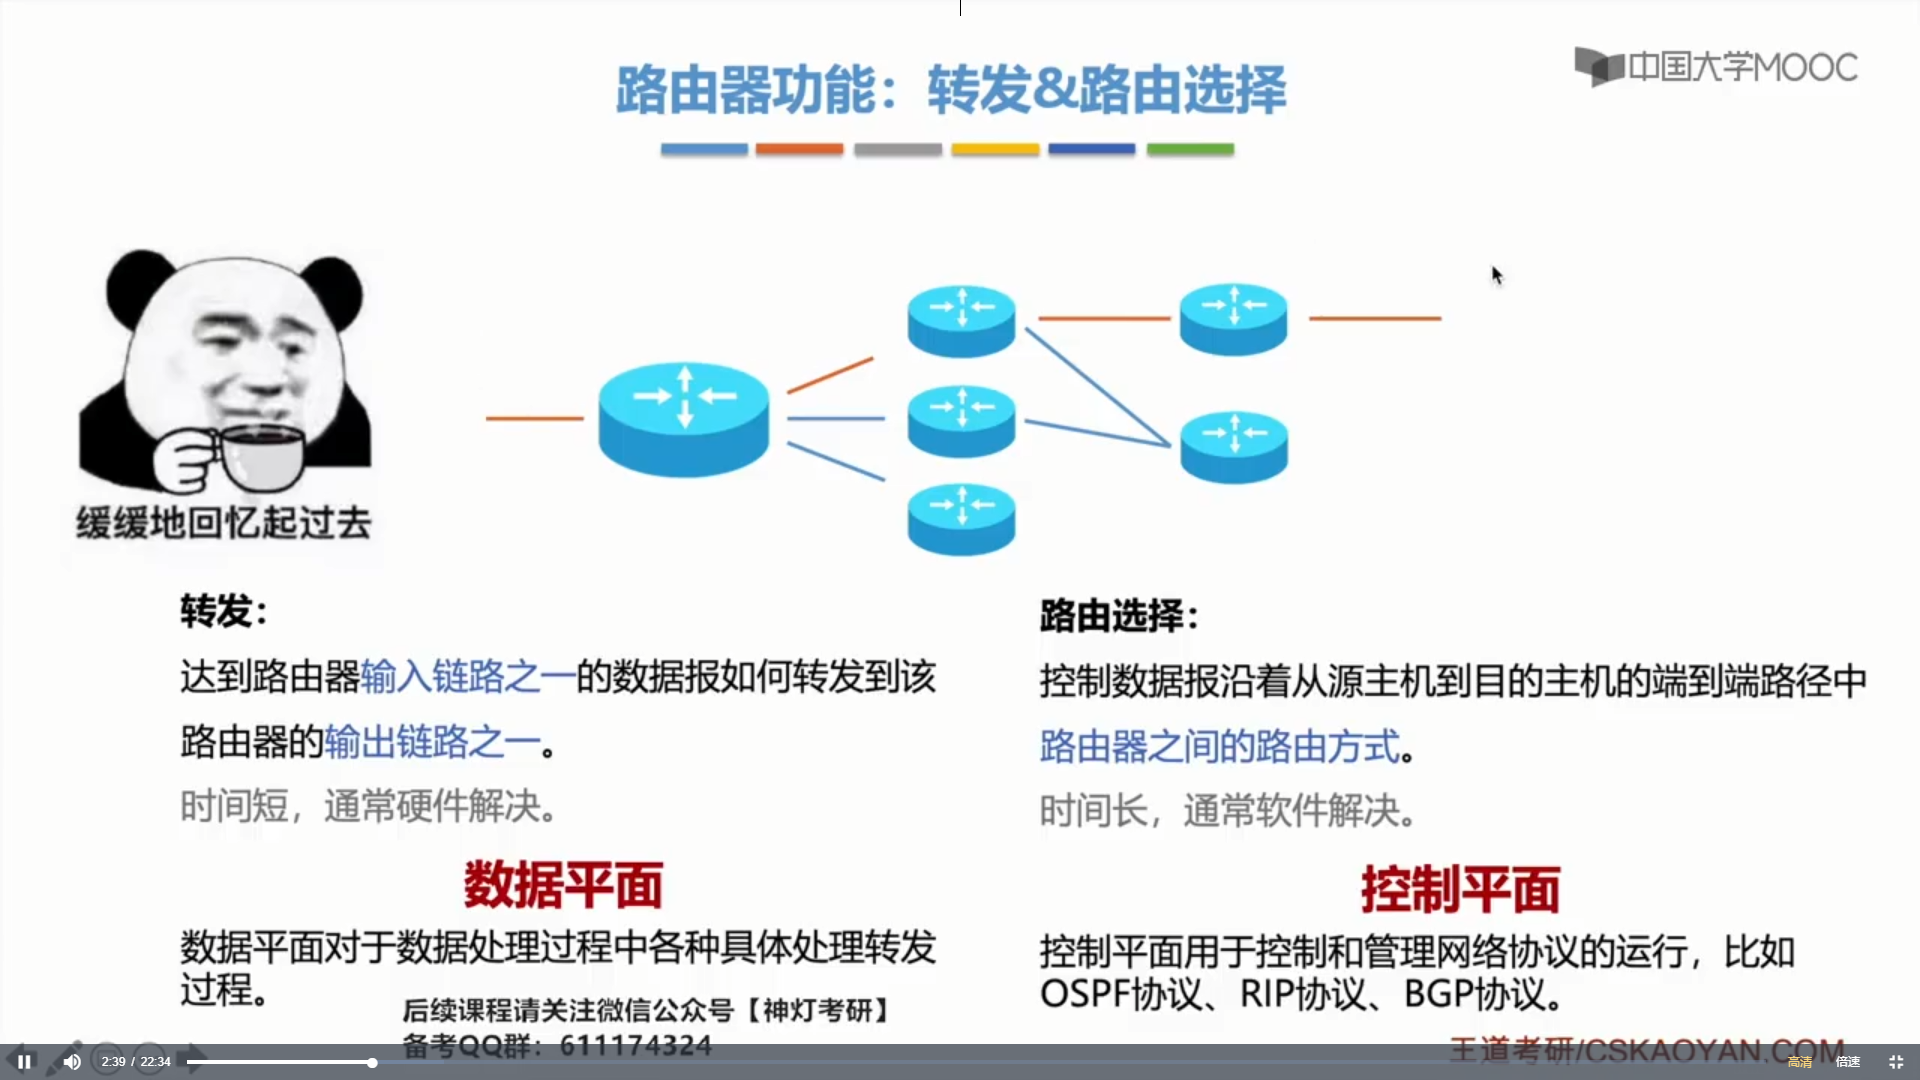 路由器功能：转发&路由选择
中国大学MOOC
缓缓地回忆起过去
转发：
达到路由器输入链路之一的数据报如何转发到该
路由器的输出链路之一。
时间短，通常硬件解决。
数据平面
数据平面对于数据处理过程中各种具体处理转发
过程。
路由选择：
控制数据报沿着从源主机到目的主机的端到端路径中
路由器之间的路由方式。
时间长，通常软件解决。
控制平面
控制平面用于控制和管理网络协议的运行，比如
OSPF协议、RIP协议、BGP协议。
后续课程请关注微信公众号【神灯考研】
备考QQ群：611174324
王道考研/CSKAOYAN.COM
2:39 / 22:34
高清
倍速